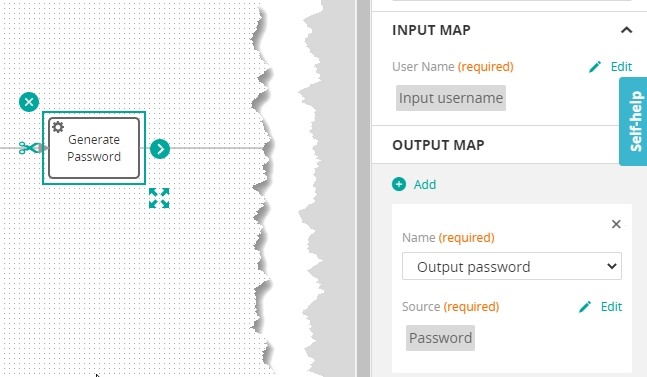 Generate
Password
INPUT MAP
User Name (required)
Edit
Input username
Self-help
OUTPUT MAP
Add
Name (required)
Output password
Source (required)
Edit
Password